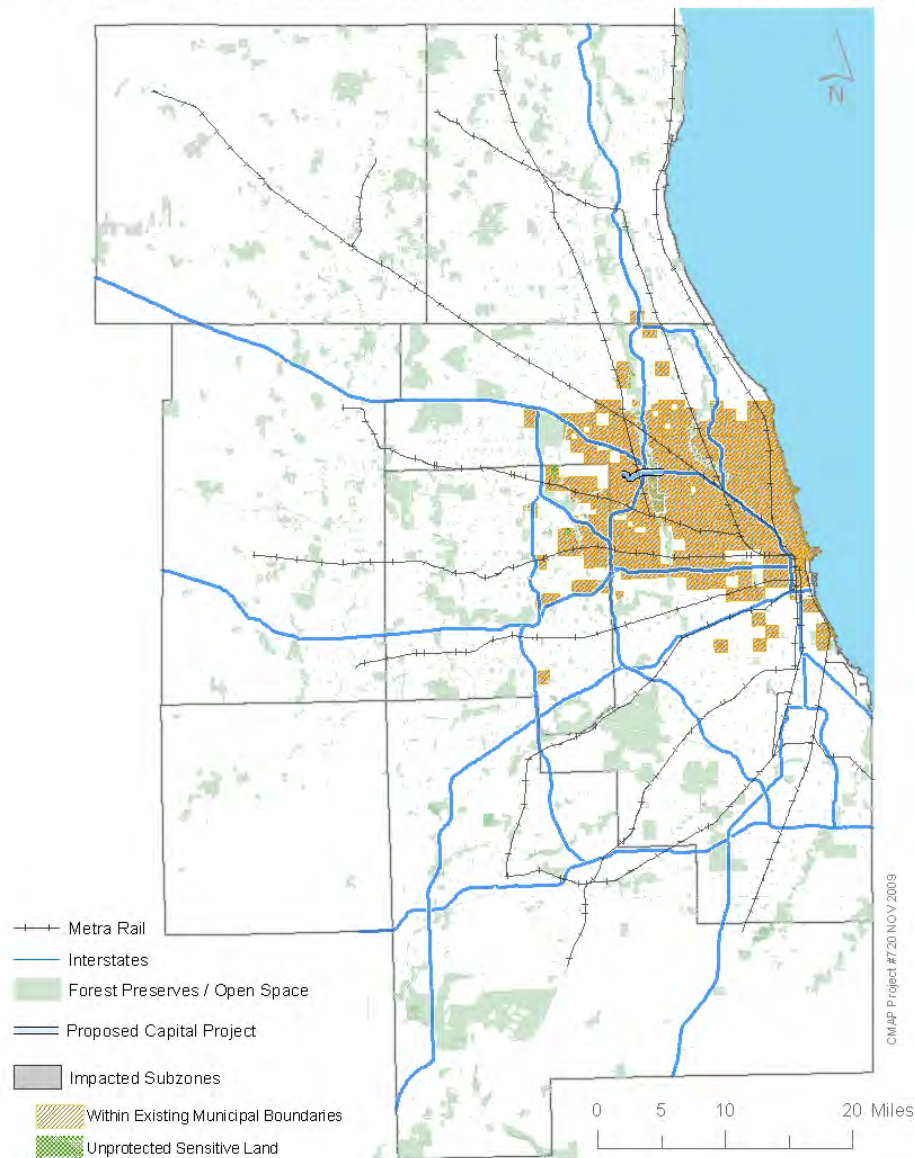 N
Metra Rail
Interstates
Forest Preserves / Open Space
Proposed Capital Project
Impacted Subzones
Within Existing Municipal Boundaries
Unprotected Sensitive Land
0 5 10 20 Miles
CMAP Project #720 NOV 2009